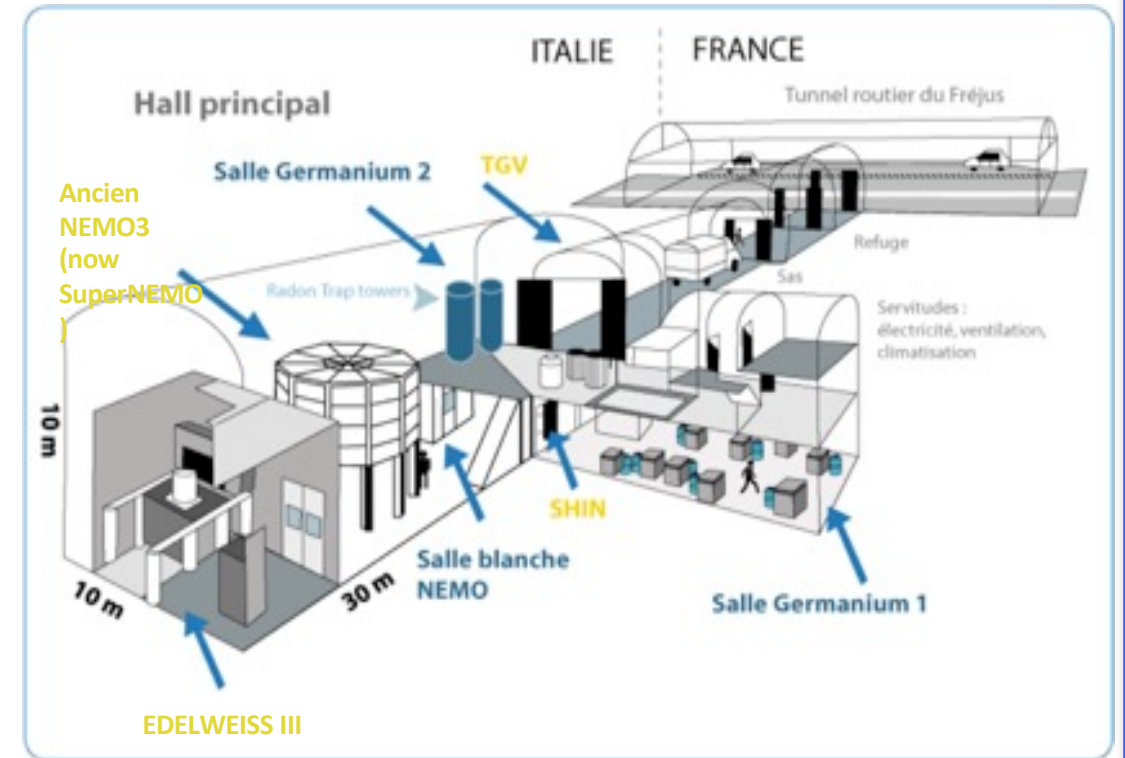 ITALIE
FRANCE
Tunnel routier du Fréjus
Hall principal
Salle Germanium 2
TGV
Ancien
NEMO3
(now
SuperNEMO
)
Radon Trap towers
Refuge
Sas
Servitudes :
électricité, ventilation,
climatisation
10 m
SHIN
Salle blanche
NEMO
10 m
30 m
Salle Germanium 1
EDELWEISS III